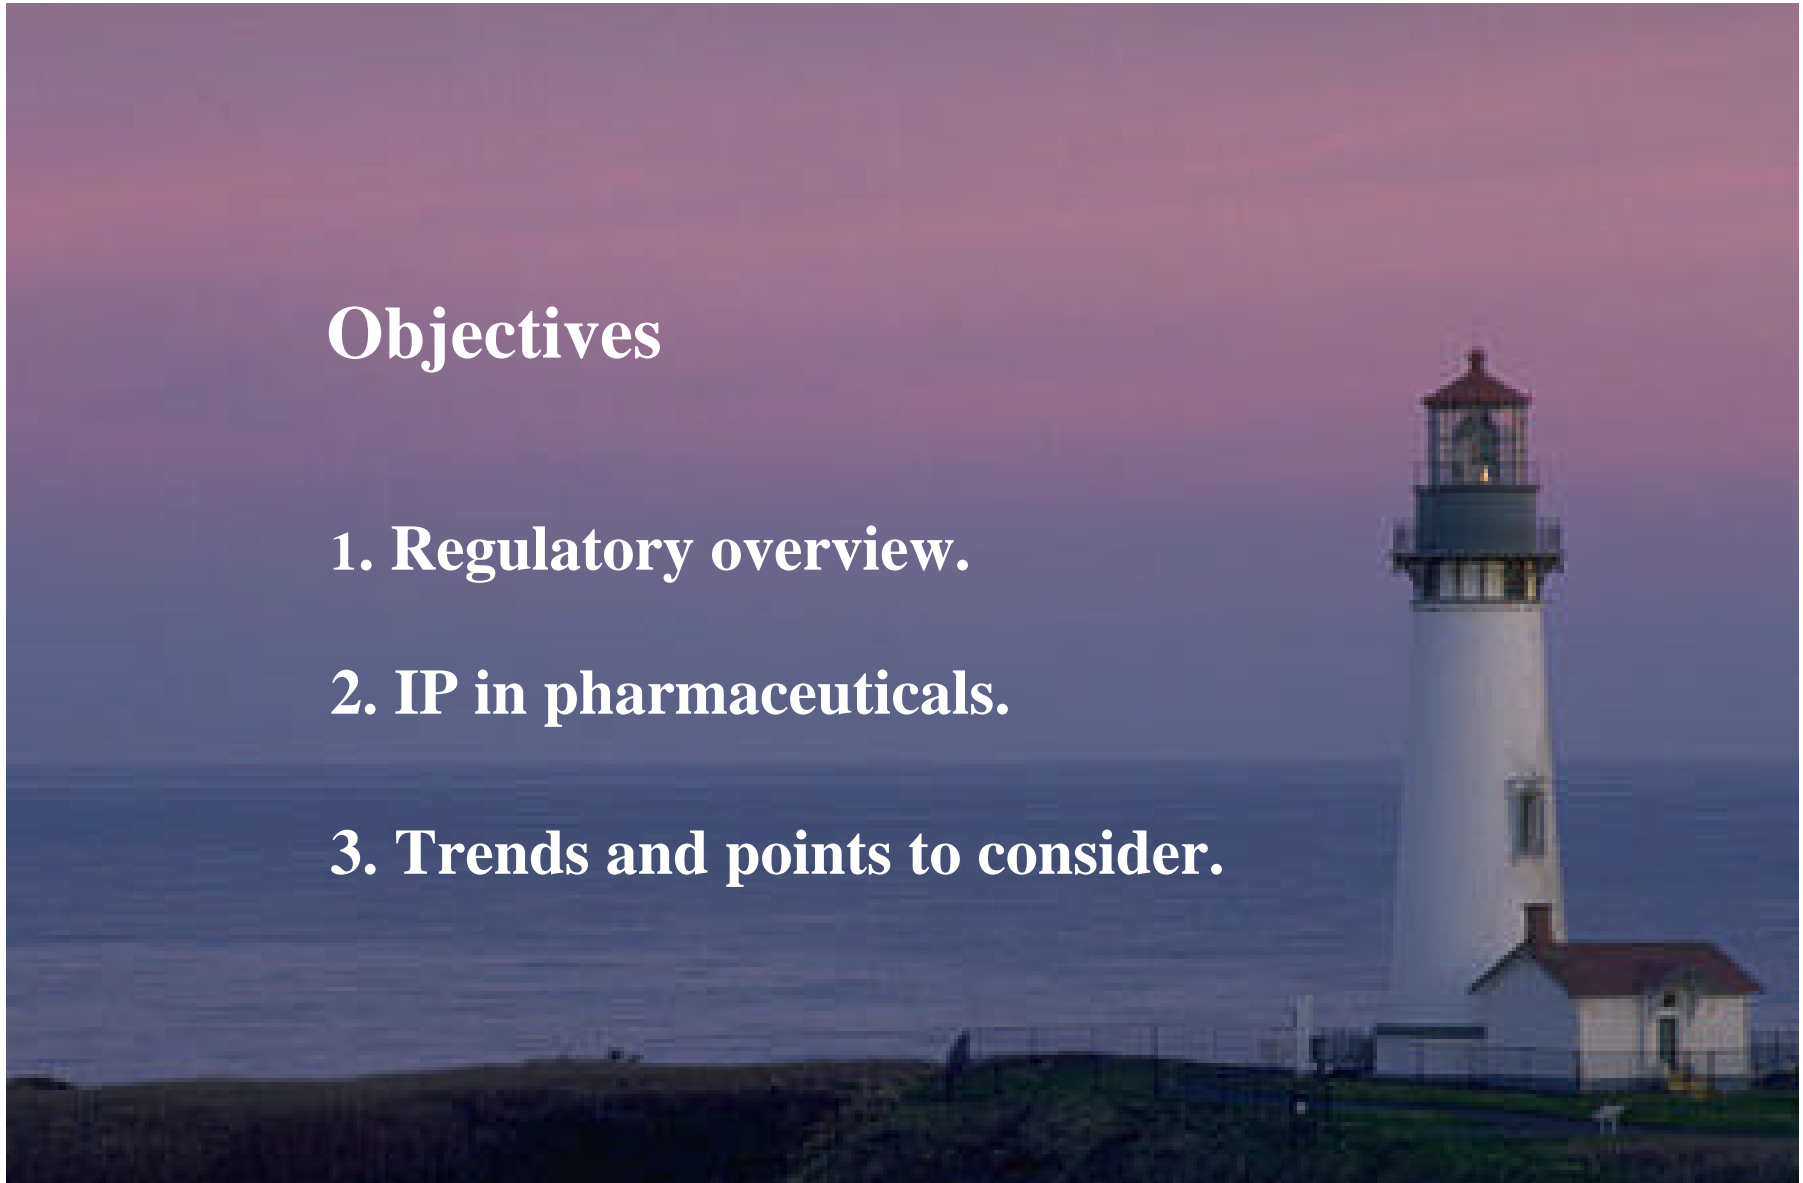 Objectives
1. Regulatory overview.
2. IP in pharmaceuticals.
3. Trends and points to consider.